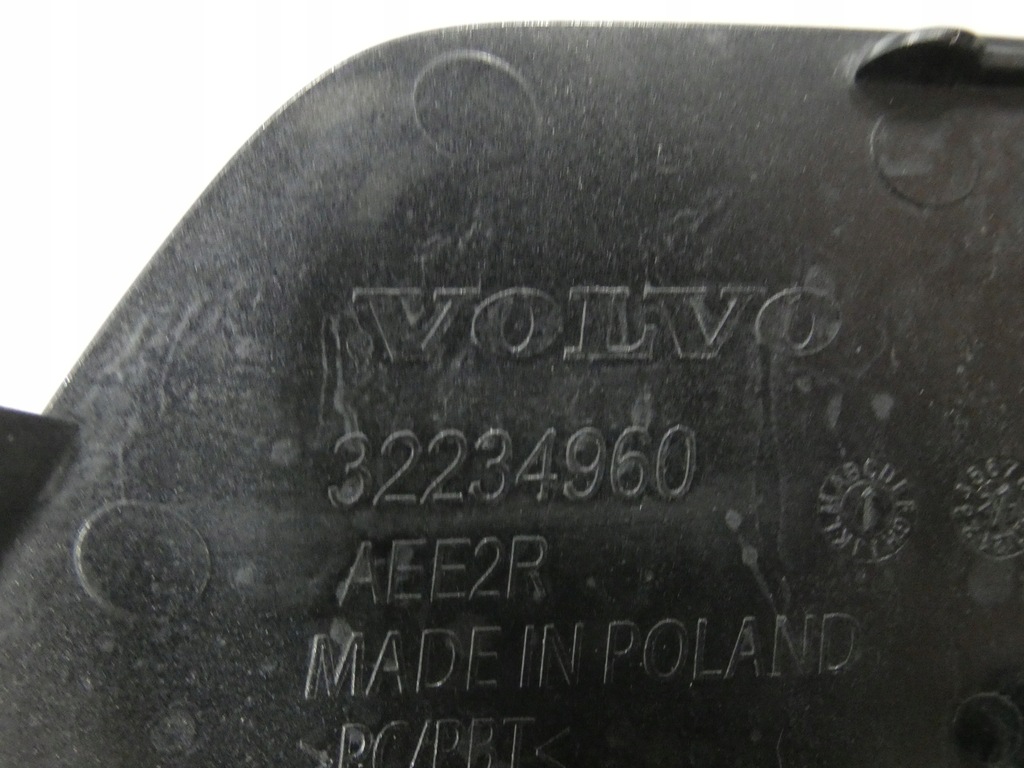 VOLVO
32234960
AEE2R
MADE IN POLAND
>PC/PBT<